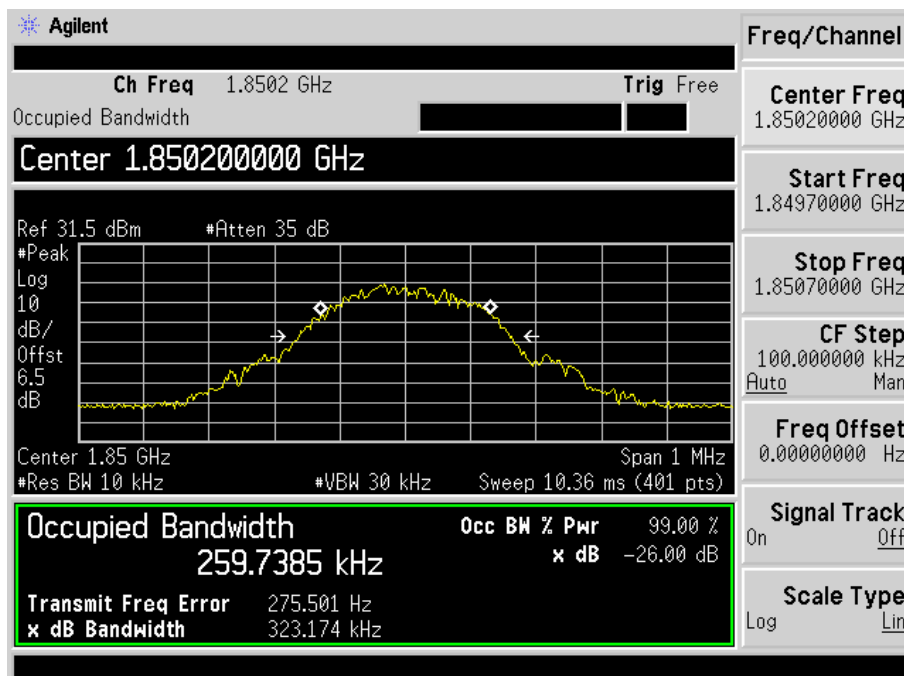 Agilent
Ch Freq 1.8502 GHz Trig Free
Occupied Bandwidth
Center 1.850200000 GHz
Ref 31.5 dBm #Atten 35 dB
#Peak
Log
10
dB/
Offst
6.5
dB
Center 1.85 GHz Span 1 MHz
#Res BW 10 kHz #VBW 30 kHz Sweep 10.36 ms (401 pts)
Occupied Bandwidth Occ BW % Pwr 99.00 %
259.7385 kHz x dB -26.00 dB
Transmit Freq Error 275.501 Hz
x dB Bandwidth 323.174 kHz
Freq/Channel
Center Freq
1.85020000 GHz
Start Freq
1.84970000 GHz
Stop Freq
1.85070000 GHz
CF Step
100.000000 kHz
Auto Man
Freq Offset
0.00000000 Hz
Signal Track
On Off
Scale Type
Log Lin